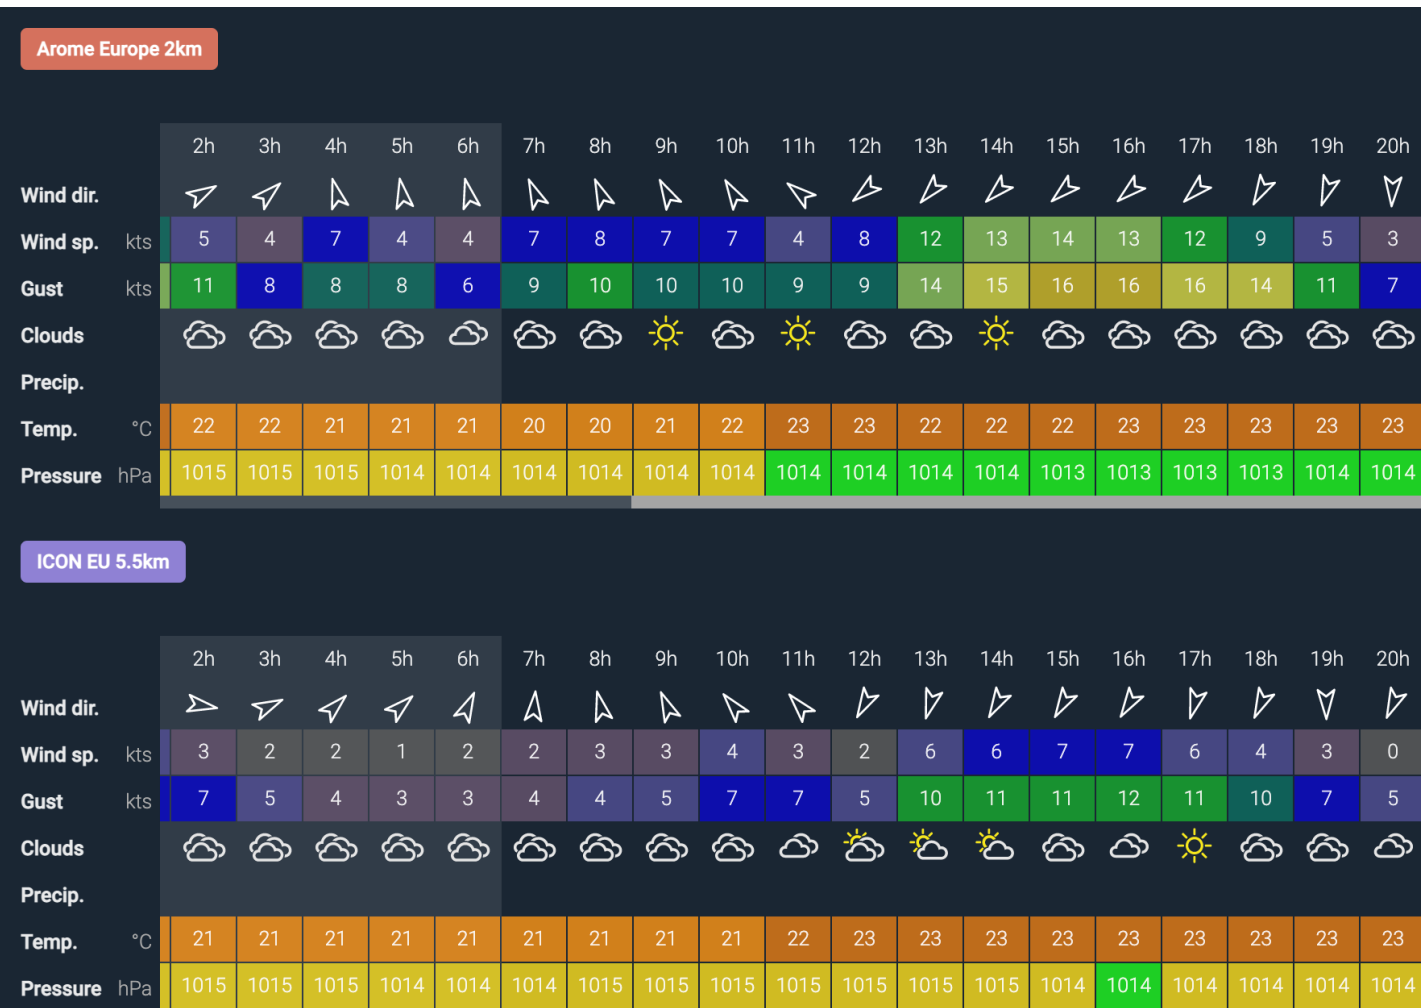 Arome Europe 2km
2h 3h 4h 5h 6h 7h 8h 9h 10h 11h 12h 13h 14h 15h 16h 17h 18h 19h 20h
Wind dir.
Wind sp. kts 5 4 7 4 4 7 8 7 7 4 8 12 13 14 13 12 9 5 3
Gust kts 11 8 8 8 6 9 10 10 10 9 9 14 15 16 16 16 14 11 7
Clouds
Precip.
Temp. °C 22 22 21 21 21 20 20 21 22 23 23 22 22 22 23 23 23 23 23
Pressure hPa 1015 1015 1015 1014 1014 1014 1014 1014 1014 1014 1014 1014 1014 1013 1013 1013 1013 1014 1014
ICON EU 5.5km
2h 3h 4h 5h 6h 7h 8h 9h 10h 11h 12h 13h 14h 15h 16h 17h 18h 19h 20h
Wind dir.
Wind sp. kts 3 2 2 1 2 2 3 3 4 3 2 6 6 7 7 6 4 3 0
Gust kts 7 5 4 3 3 4 4 5 7 7 5 10 11 11 12 11 10 7 5
Clouds
Precip.
Temp. °C 21 21 21 21 21 21 21 21 21 22 23 23 23 23 23 23 23 23 23
Pressure hPa 1015 1015 1015 1014 1014 1014 1015 1015 1015 1015 1015 1015 1015 1014 1014 1014 1014 1014 1014